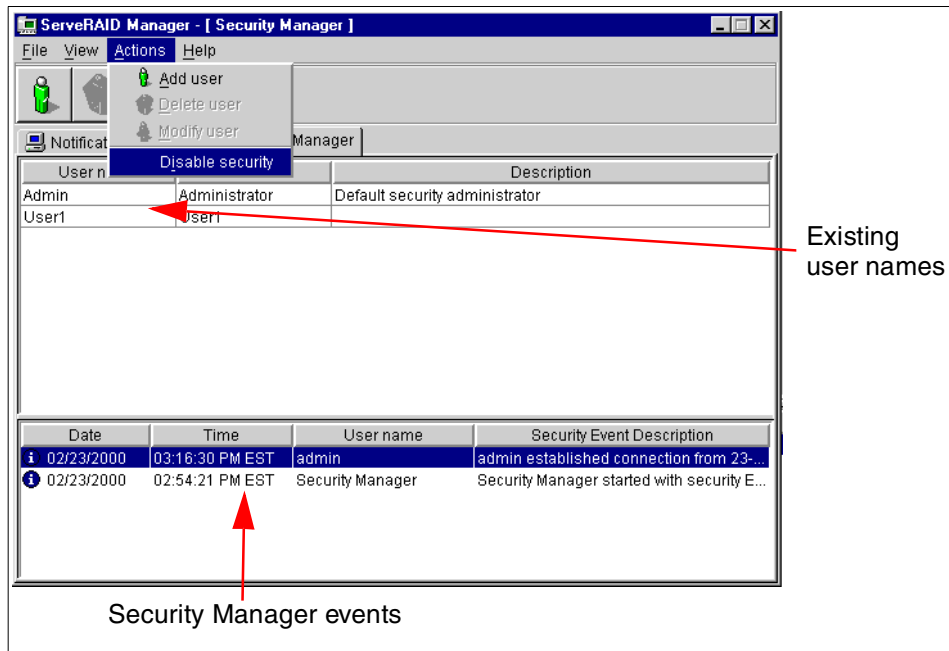 ServeRAID Manager - [ Security Manager ]
File View Actions Help
Add user
Delete user
Modify user
Disable security
Manager
Description
Admin Administrator Default security administrator
User1 User1
Existing
user names
Date Time User name Security Event Description
02/23/2000 03:16:30 PM EST admin admin established connection from 23-...
02/23/2000 02:54:21 PM EST Security Manager Security Manager started with security E...
Security Manager events